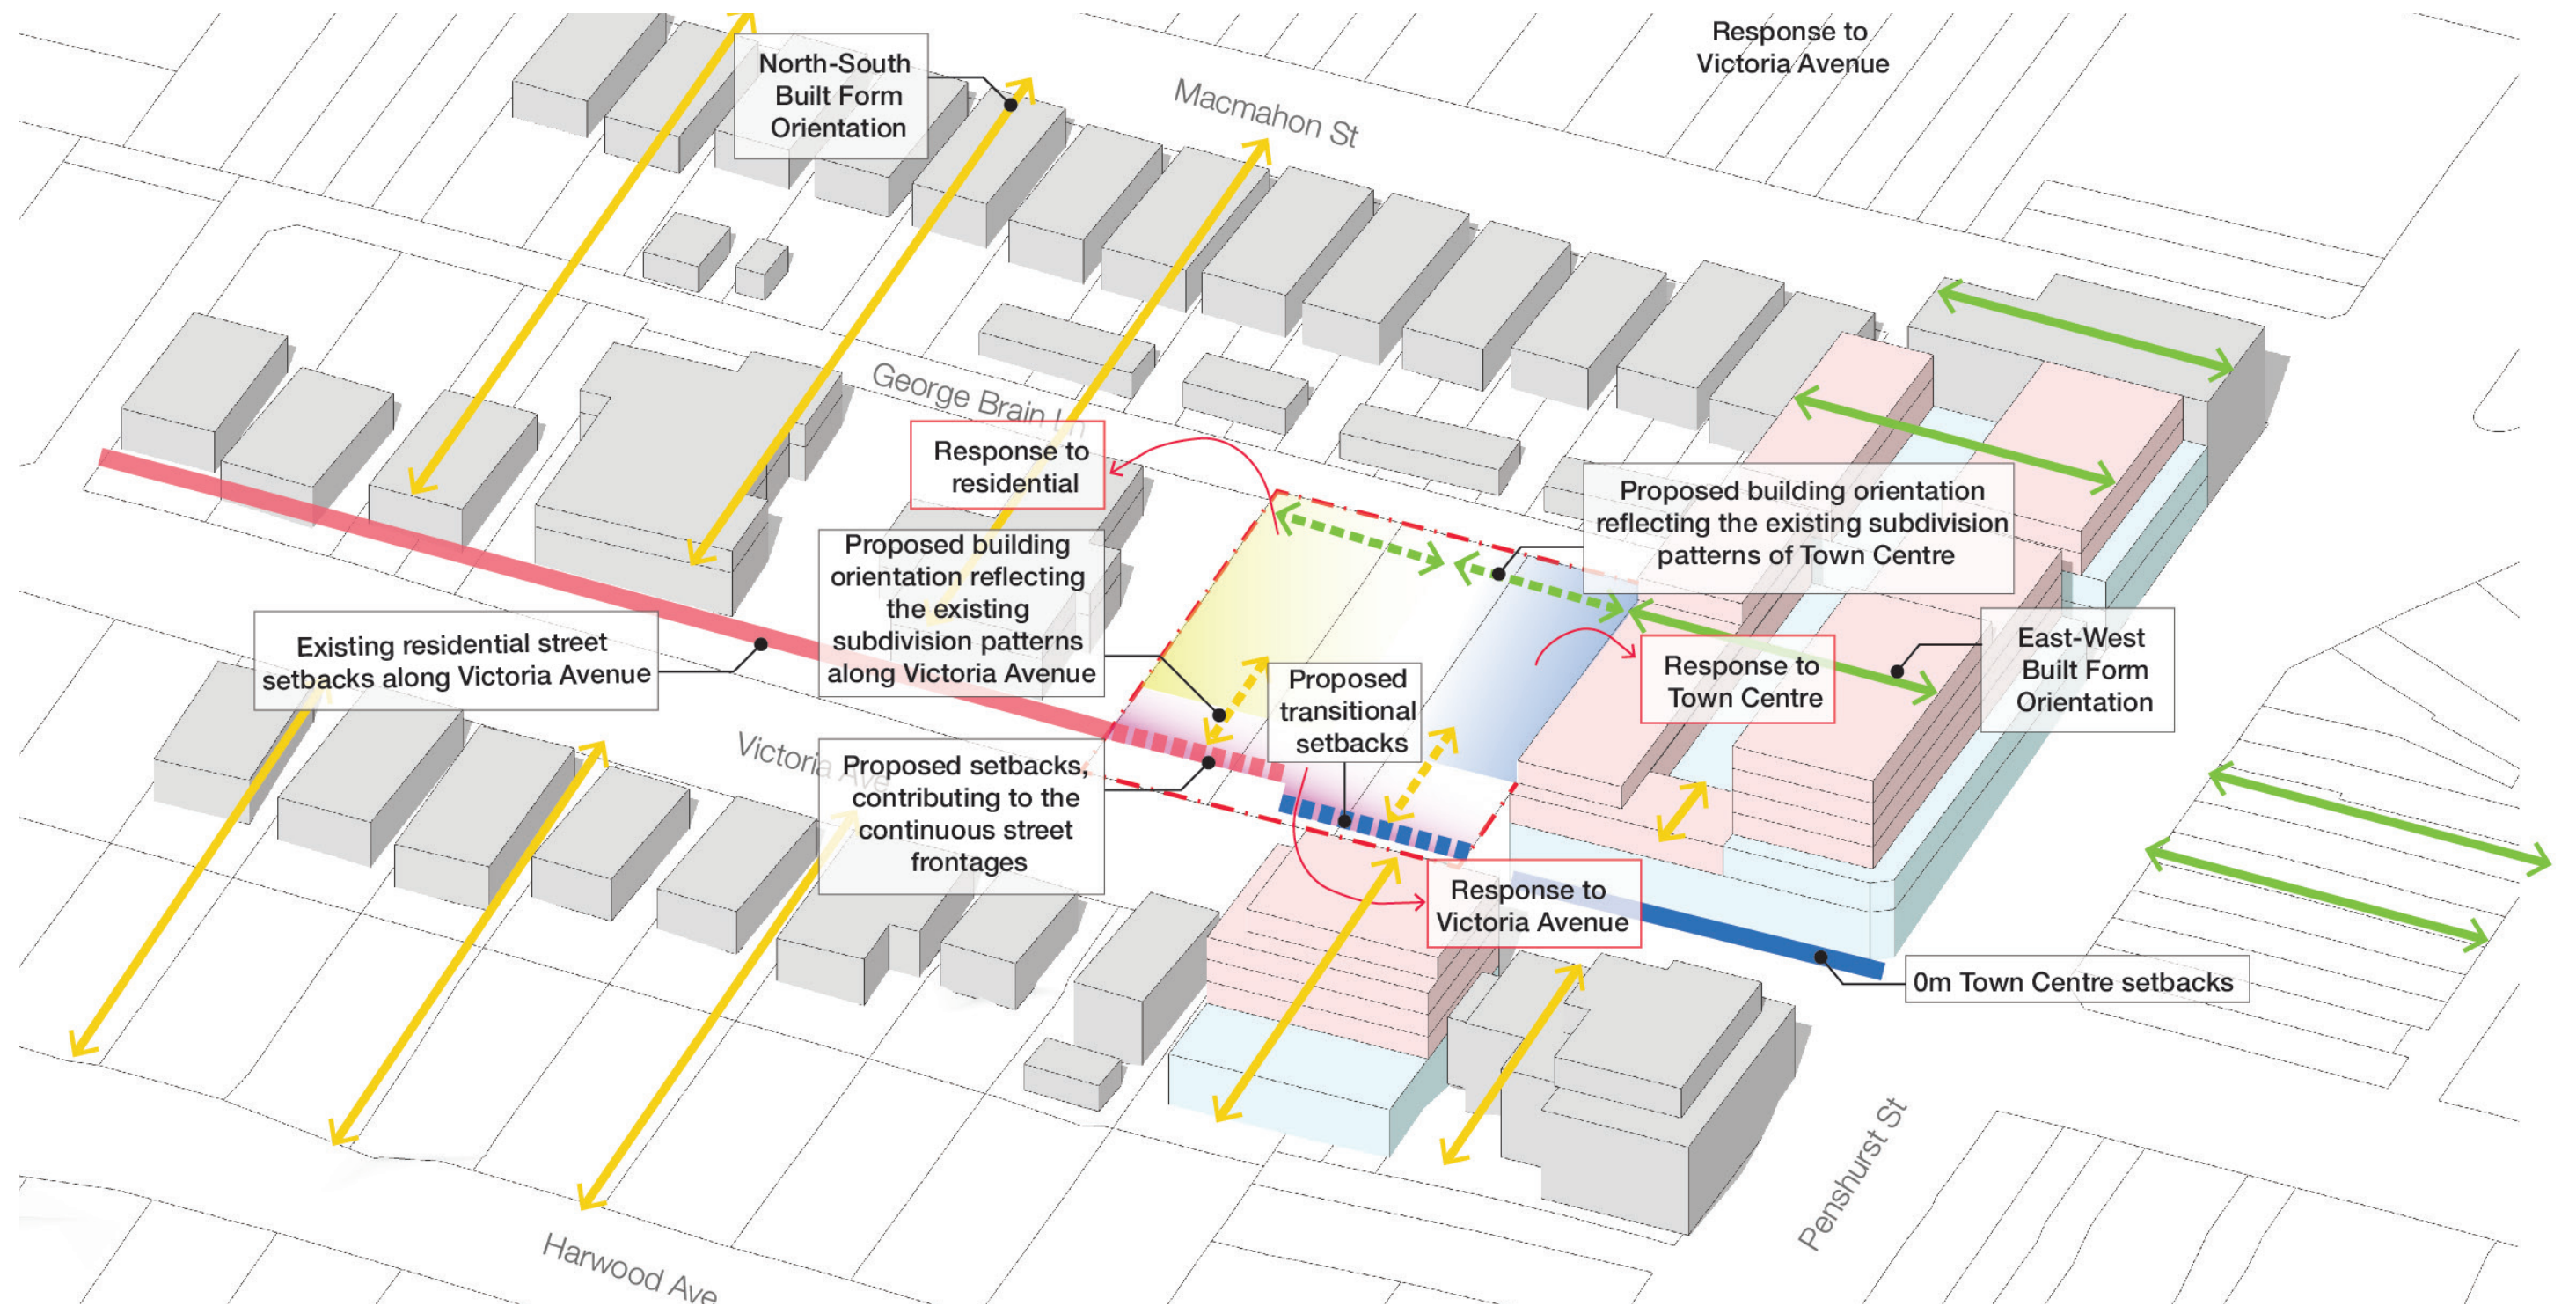 Response to
Victoria Avenue
North-South
Built Form
Orientation
Macmahon St
George Brain Ln
Response to
residential
Proposed building orientation
reflecting the existing subdivision
patterns of Town Centre
Proposed building
orientation reflecting
the existing
subdivision patterns
along Victoria Avenue
Existing residential street
setbacks along Victoria Avenue
Response to
Town Centre
East-West
Built Form
Orientation
Proposed
transitional
setbacks
Victoria Ave
Proposed setbacks,
contributing to the
continuous street
frontages
Response to
Victoria Avenue
0m Town Centre setbacks
Penshurst St
Harwood Ave